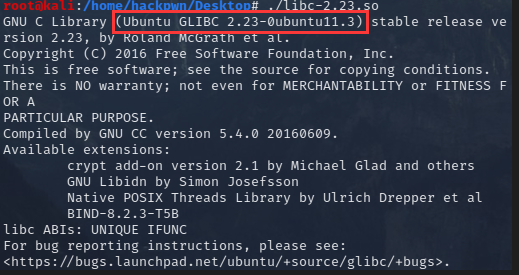 root@kali:/home/hackpwn/Desktop# ./libc-2.23.so
GNU C Library (Ubuntu GLIBC 2.23-0ubuntu11.3) stable release ve
rsion 2.23, by Roland McGrath et al.
Copyright (C) 2016 Free Software Foundation, Inc.
This is free software; see the source for copying conditions.
There is NO warranty; not even for MERCHANTABILITY or FITNESS F
OR A
PARTICULAR PURPOSE.
Compiled by GNU CC version 5.4.0 20160609.
Available extensions:
        crypt add-on version 2.1 by Michael Glad and others
        GNU Libidn by Simon Josefsson
        Native POSIX Threads Library by Ulrich Drepper et al
        BIND-8.2.3-T5B
libc ABIs: UNIQUE IFUNC
For bug reporting instructions, please see:
<https://bugs.launchpad.net/ubuntu/+source/glibc/+bugs>.